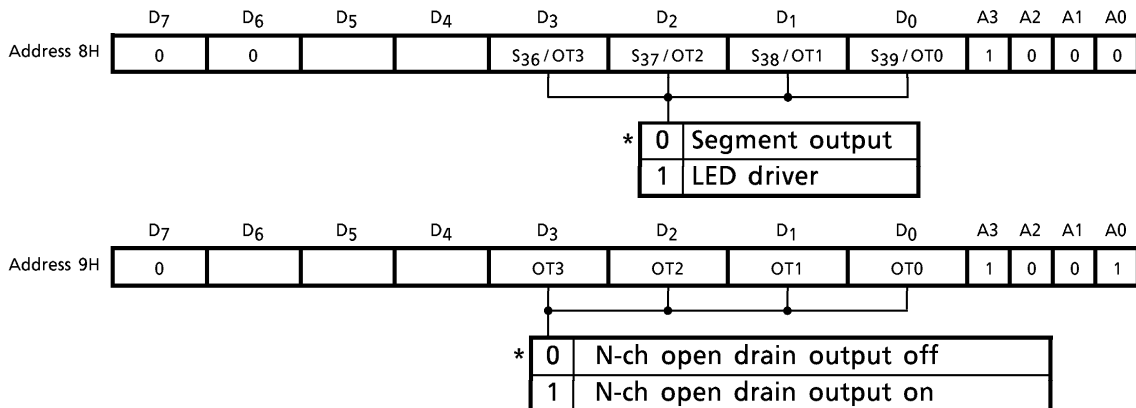 D7 D6 D5 D4 D3 D2 D1 D0 A3 A2 A1 A0
Address 8H 0 0 S36/OT3 S37/OT2 S38/OT1 S39/OT0 1 0 0 0
* 0 Segment output
1 LED driver
D7 D6 D5 D4 D3 D2 D1 D0 A3 A2 A1 A0
Address 9H 0 OT3 OT2 OT1 OT0 1 0 0 1
* 0 N-ch open drain output off
1 N-ch open drain output on